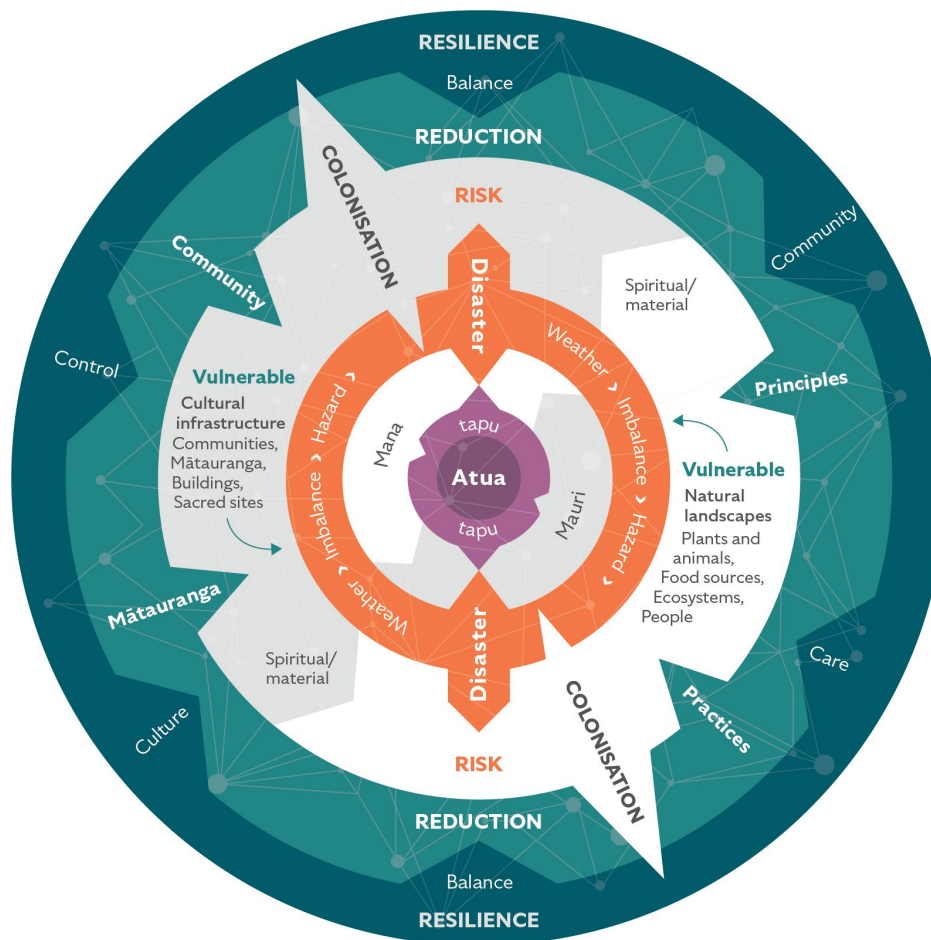 RESILIENCE
Balance
REDUCTION
RISK
COLONISATION
Community
Community
Disaster
Spiritual/
material
Weather › Imbalance › Hazard ›
Control
Principles
Vulnerable
Cultural
infrastructure
Communities,
Mātauranga,
Buildings,
Sacred sites
Weather › Imbalance › Hazard ›
Mana
tapu
Atua
tapu
Mauri
Vulnerable
Natural
landscapes
Plants and
animals,
Food sources,
Ecosystems,
People
Mātauranga
Spiritual/
material
Culture
Disaster
COLONISATION
Practices
Care
RISK
REDUCTION
Balance
RESILIENCE